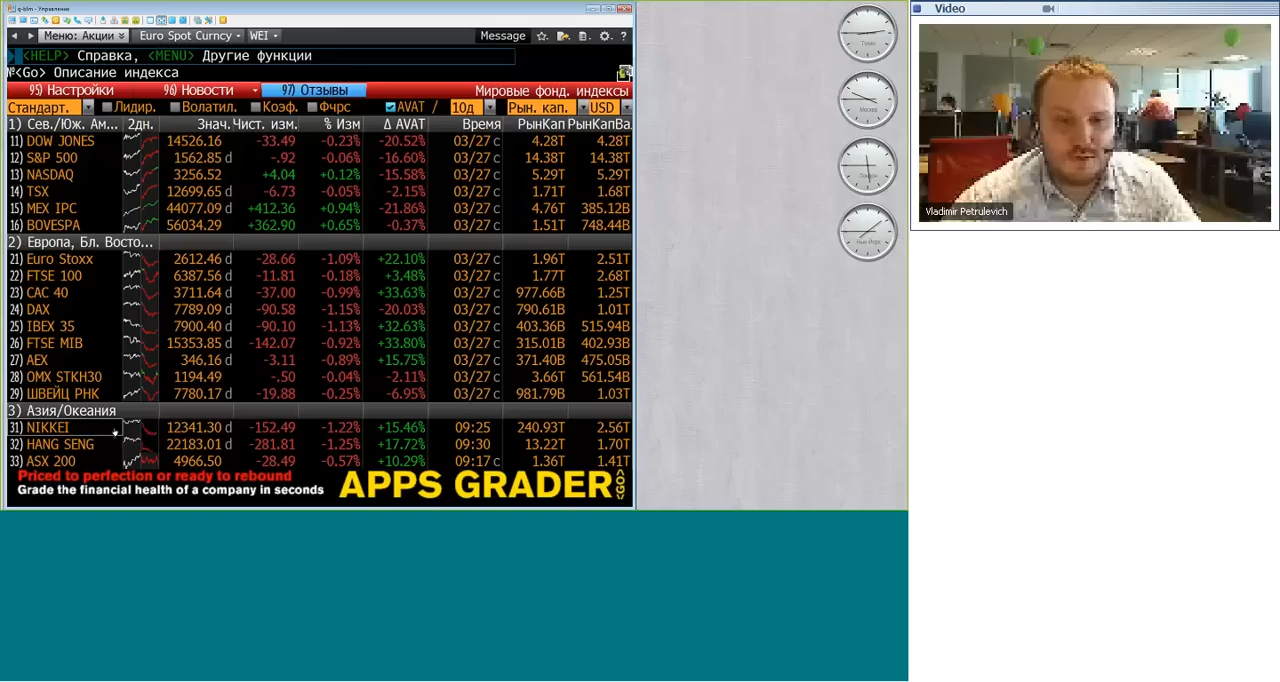 q-blm - Управление
Меню: Акции
Euro Spot Curncy
WEI
Message
<HELP> Справка, <MENU> Другие функции
№<Go> Описание индекса
95) Настройки 96) Новости 97) Отзывы Мировые фонд. индексы
Стандарт. Лидир. Волатил. Коэф. Фчрс AVAT / 10д Рын. кап. USD
1) Сев./Юж. Ам... 2дн. Знач. Чист. изм. % Изм Δ AVAT Время РынКап РынКапВа
11) DOW JONES 14526.16 -33.49 -0.23% -20.52% 03/27 c 4.28T 4.28T
12) S&P 500 1562.85 d -.92 -0.06% -16.60% 03/27 c 14.38T 14.38T
13) NASDAQ 3256.52 +4.04 +0.12% -15.58% 03/27 c 5.29T 5.29T
14) TSX 12699.65 d -6.73 -0.05% -2.15% 03/27 c 1.71T 1.68T
15) MEX IPC 44077.09 d +412.36 +0.94% -21.86% 03/27 c 4.76T 385.12B
16) BOVESPA 56034.29 +362.90 +0.65% -0.37% 03/27 c 1.51T 748.44B
2) Европа, Бл. Восто...
21) Euro Stoxx 2612.46 d -28.66 -1.09% +22.10% 03/27 c 1.96T 2.51T
22) FTSE 100 6387.56 d -11.81 -0.18% +3.48% 03/27 c 1.77T 2.68T
23) CAC 40 3711.64 d -37.00 -0.99% +33.63% 03/27 c 977.66B 1.25T
24) DAX 7789.09 d -90.58 -1.15% -20.03% 03/27 c 790.61B 1.01T
25) IBEX 35 7900.40 d -90.10 -1.13% +32.63% 03/27 c 403.36B 515.94B
26) FTSE MIB 15353.85 d -142.07 -0.92% +33.80% 03/27 c 315.01B 402.93B
27) AEX 346.16 d -3.11 -0.89% +15.75% 03/27 c 371.40B 475.05B
28) OMX STKH30 1194.49 -.50 -0.04% -2.11% 03/27 c 3.66T 561.54B
29) ШВЕЙЦ РНК 7780.17 d -19.88 -0.25% -6.95% 03/27 c 981.79B 1.03T
3) Азия/Океания
31) NIKKEI 12341.30 d -152.49 -1.22% +15.46% 09:25 240.93T 2.56T
32) HANG SENG 22183.01 d -281.81 -1.25% +17.72% 09:30 13.22T 1.70T
33) ASX 200 4966.50 -28.49 -0.57% +10.29% 09:17 c 1.36T 1.41T
Priced to perfection or ready to rebound
Grade the financial health of a company in seconds
APPS GRADER
Токио
Москва
Лондон
Нью-Йорк
Video
Vladimir Petrulevich